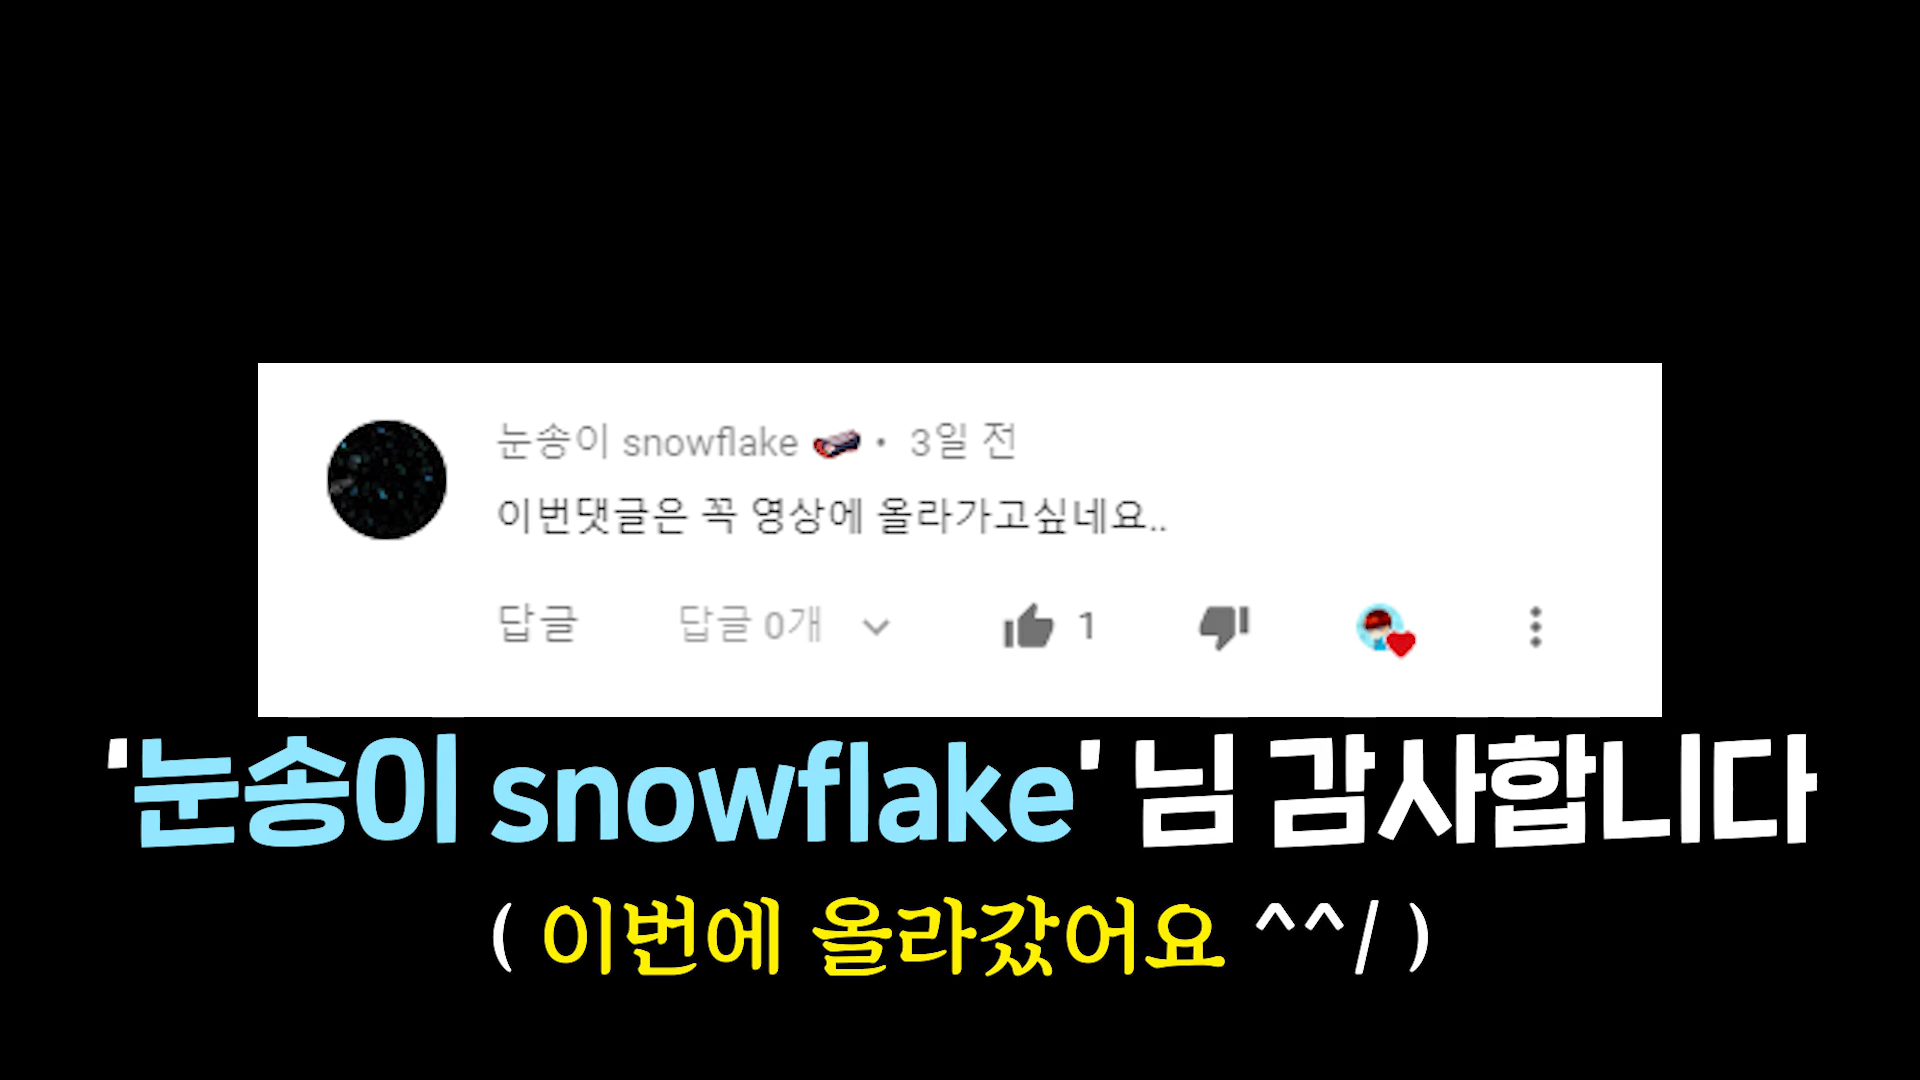 눈송이 snowflake • 3일 전
이번댓글은 꼭 영상에 올라가고싶네요..
답글 답글 0개 1
'눈송이 snowflake' 님 감사합니다
( 이번에 올라갔어요 ^^/ )